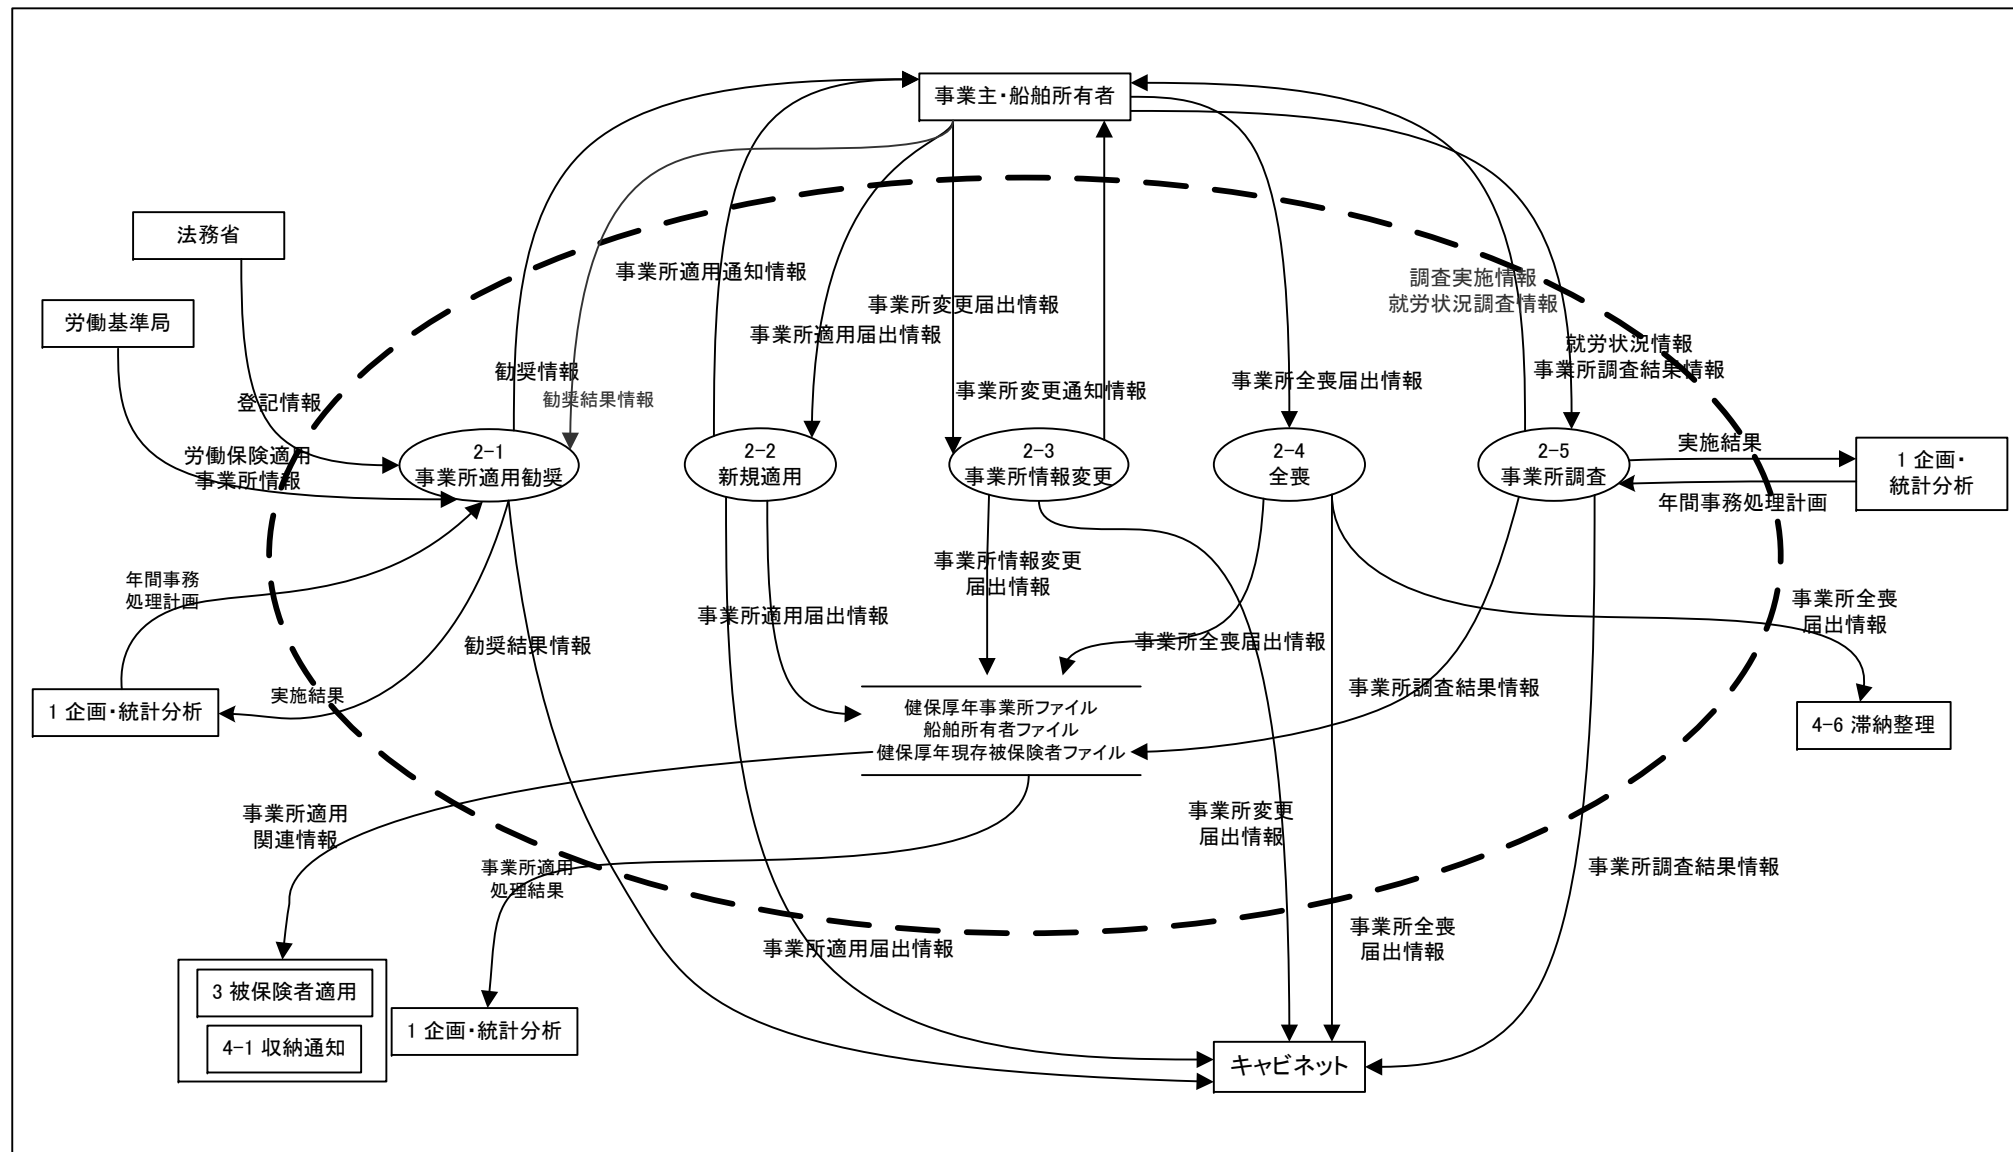 事業主・船舶所有者
法務省
事業所適用通知情報
調査実施情報
就労状況調査情報
事業所変更届出情報
労働基準局
事業所適用届出情報
就労状況情報
事業所調査結果情報
勧奨情報
事業所全喪届出情報
事業所変更通知情報
勧奨結果情報
登記情報
実施結果
2-1
事業所適用勧奨
2-2
新規適用
2-3
事業所情報変更
2-4
全喪
2-5
事業所調査
1 企画・
統計分析
労働保険適用
事業所情報
年間事務処理計画
事業所情報変更
届出情報
年間事務
処理計画
事業所適用届出情報
事業所全喪
届出情報
勧奨結果情報
事業所全喪届出情報
事業所調査結果情報
実施結果
1 企画・統計分析
健保厚年事業所ファイル
船舶所有者ファイル
健保厚年現存被保険者ファイル
4-6 滞納整理
事業所適用
関連情報
事業所変更
届出情報
事業所適用
処理結果
事業所調査結果情報
事業所適用届出情報
事業所全喪
届出情報
3 被保険者適用
4-1 収納通知
1 企画・統計分析
キャビネット